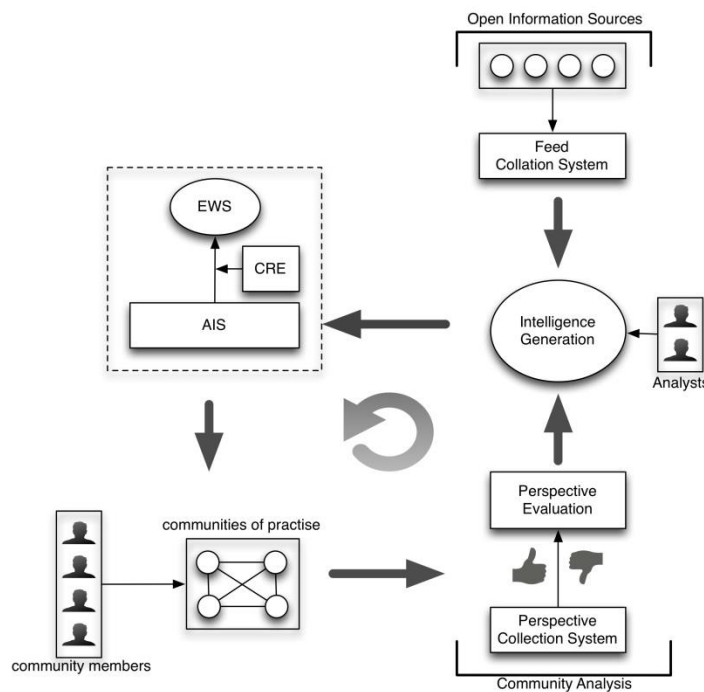 Open Information Sources
Feed
Collation System
EWS
CRE
AIS
Intelligence
Generation
Analysts
Perspective
Evaluation
communities of practise
Perspective
Collection System
community members
Community Analysis